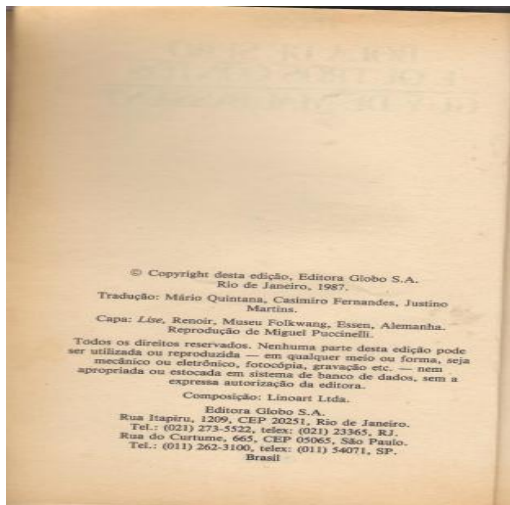 © Copyright desta edição, Editora Globo S.A.
Rio de Janeiro, 1987.
Tradução: Mário Quintana, Casimiro Fernandes, Justino
Martins.
Capa: Lise, Renoir, Museu Folkwang, Essen, Alemanha.
Reprodução de Miguel Puccinelli.
Todos os direitos reservados. Nenhuma parte desta edição pode
ser utilizada ou reproduzida — em qualquer meio ou forma, seja
mecânico ou eletrônico, fotocópia, gravação etc. — nem
apropriada ou estocada em sistema de banco de dados, sem a
expressa autorização da editora.
Composição: Linoart Ltda.
Editora Globo S.A.
Rua Itapiru, 1209, CEP 20251, Rio de Janeiro.
Tel.: (021) 273-5522, telex: (021) 23365, RJ.
Rua do Curtume, 665, CEP 05065, São Paulo.
Tel.: (011) 262-3100, telex: (011) 54071, SP.
Brasil